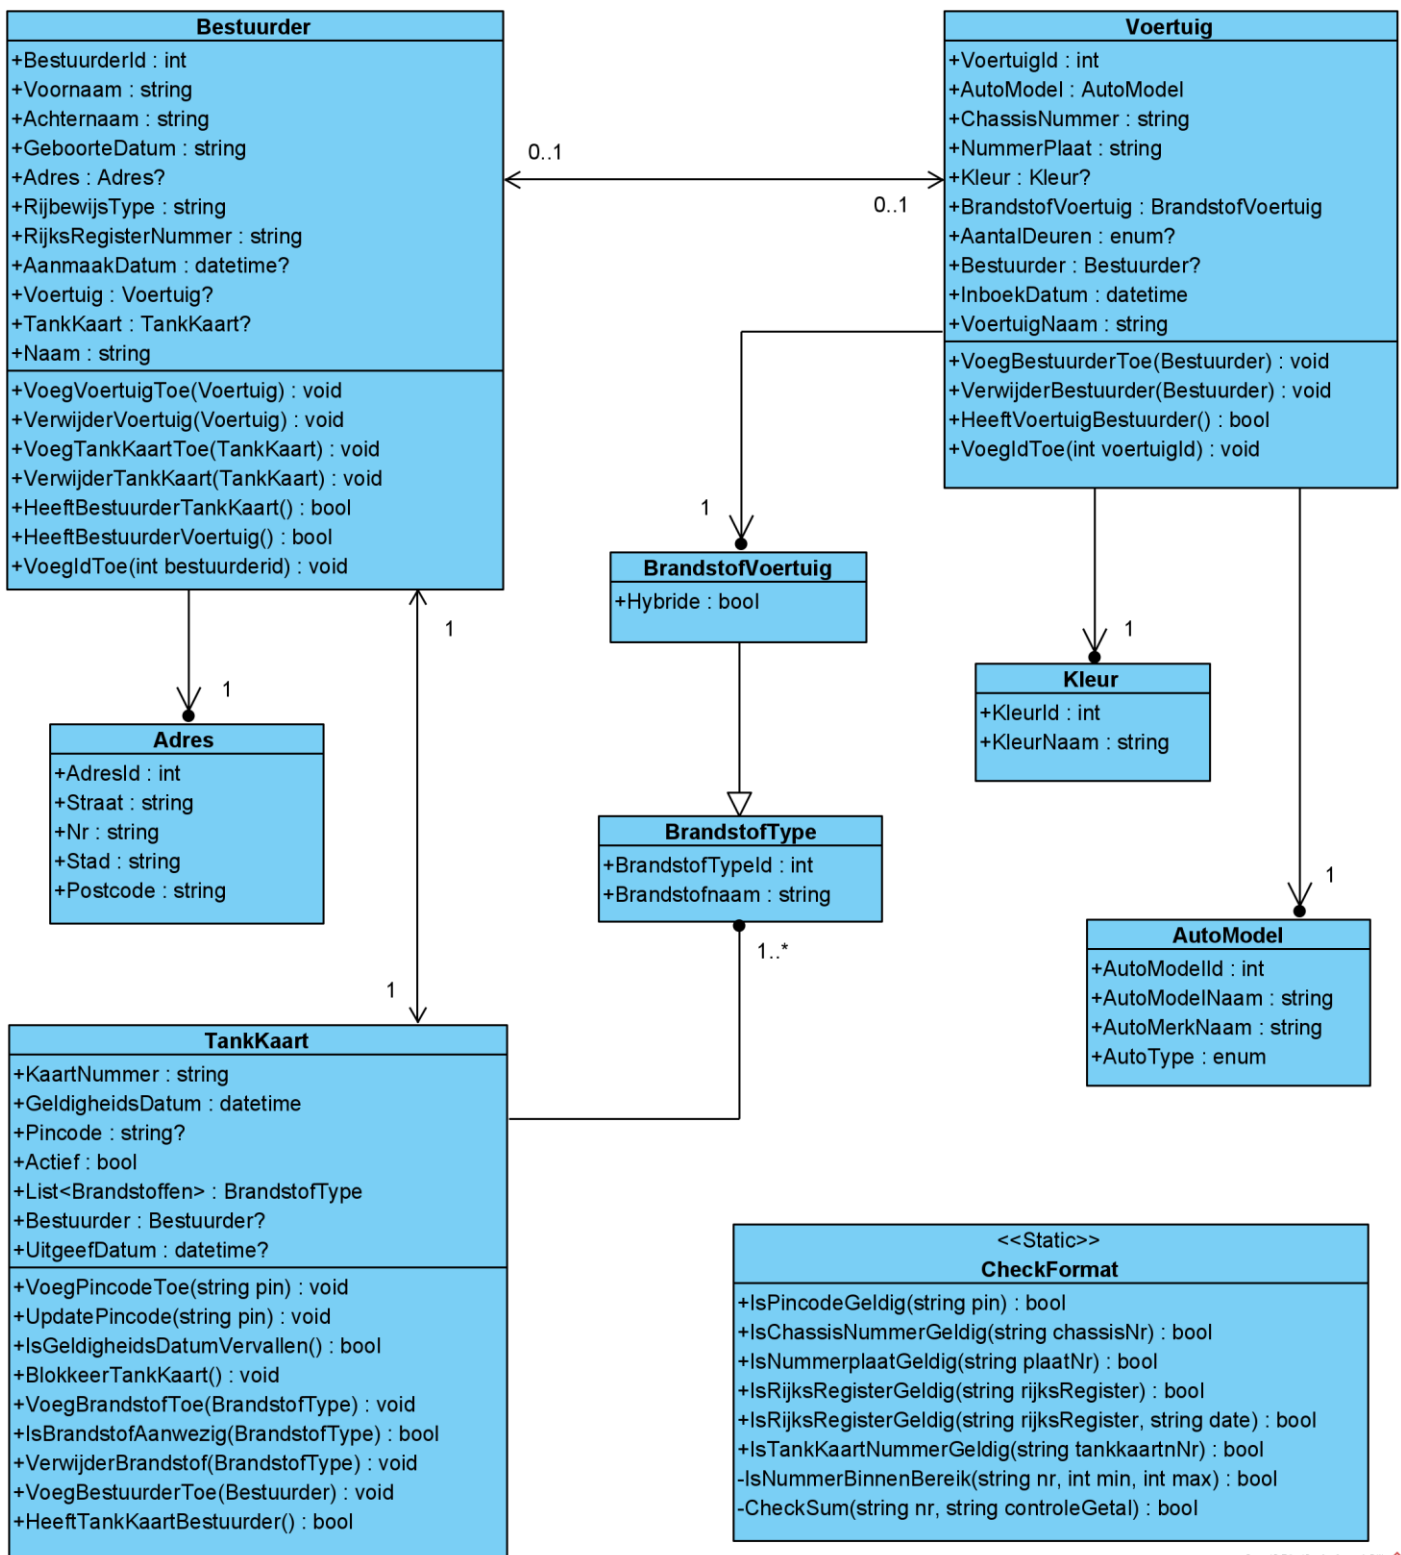 Bestuurder
+BestuurderId : int
+Voornaam : string
+Achternaam : string
+GeboorteDatum : string
+Adres : Adres?
+RijbewijsType : string
+RijksRegisterNummer : string
+AanmaakDatum : datetime?
+Voertuig : Voertuig?
+TankKaart : TankKaart?
+Naam : string
+VoegVoertuigToe(Voertuig) : void
+VerwijderVoertuig(Voertuig) : void
+VoegTankKaartToe(TankKaart) : void
+VerwijderTankKaart(TankKaart) : void
+HeeftBestuurderTankKaart() : bool
+HeeftBestuurderVoertuig() : bool
+VoegIdToe(int bestuurderid) : void
0..1
0..1
Voertuig
+VoertuigId : int
+AutoModel : AutoModel
+ChassisNummer : string
+NummerPlaat : string
+Kleur : Kleur?
+BrandstofVoertuig : BrandstofVoertuig
+AantalDeuren : enum?
+Bestuurder : Bestuurder?
+InboekDatum : datetime
+VoertuigNaam : string
+VoegBestuurderToe(Bestuurder) : void
+VerwijderBestuurder(Bestuurder) : void
+HeeftVoertuigBestuurder() : bool
+VoegIdToe(int voertuigId) : void
1
BrandstofVoertuig
+Hybride : bool
1
Kleur
+KleurId : int
+KleurNaam : string
1
1
Adres
+AdresId : int
+Straat : string
+Nr : string
+Stad : string
+Postcode : string
BrandstofType
+BrandstofTypeId : int
+Brandstofnaam : string
1..*
1
AutoModel
+AutoModelId : int
+AutoModelNaam : string
+AutoMerkNaam : string
+AutoType : enum
1
TankKaart
+KaartNummer : string
+GeldigheidsDatum : datetime
+Pincode : string?
+Actief : bool
+List<Brandstoffen> : BrandstofType
+Bestuurder : Bestuurder?
+UitgeefDatum : datetime?
+VoegPincodeToe(string pin) : void
+UpdatePincode(string pin) : void
+IsGeldigheidsDatumVervallen() : bool
+BlokkeerTankKaart() : void
+VoegBrandstofToe(BrandstofType) : void
+IsBrandstofAanwezig(BrandstofType) : bool
+VerwijderBrandstof(BrandstofType) : void
+VoegBestuurderToe(Bestuurder) : void
+HeeftTankKaartBestuurder() : bool
<<Static>>
CheckFormat
+IsPincodeGeldig(string pin) : bool
+IsChassisNummerGeldig(string chassisNr) : bool
+IsNummerplaatGeldig(string plaatNr) : bool
+IsRijksRegisterGeldig(string rijksRegister) : bool
+IsRijksRegisterGeldig(string rijksRegister, string date) : bool
+IsTankKaartNummerGeldig(string tankkaartnNr) : bool
-IsNummerBinnenBereik(string nr, int min, int max) : bool
-CheckSum(string nr, string controleGetal) : bool